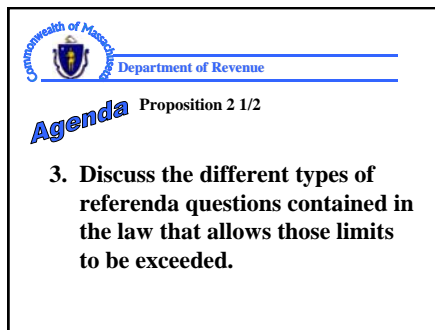 Commonwealth of Massachusetts
Department of Revenue
Agenda Proposition 2 1/2
3. Discuss the different types of
referenda questions contained in
the law that allows those limits
to be exceeded.